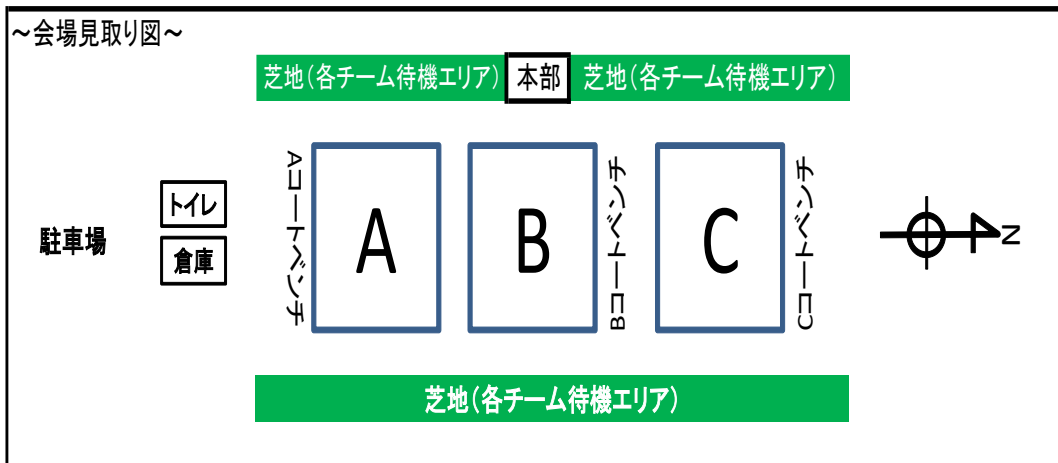 ～会場見取り図～
芝地(各チーム待機エリア)
本部
芝地(各チーム待機エリア)
Aコートベンチ
A
B
Bコートベンチ
C
Cコートベンチ
トイレ
駐車場
倉庫
N
芝地(各チーム待機エリア)